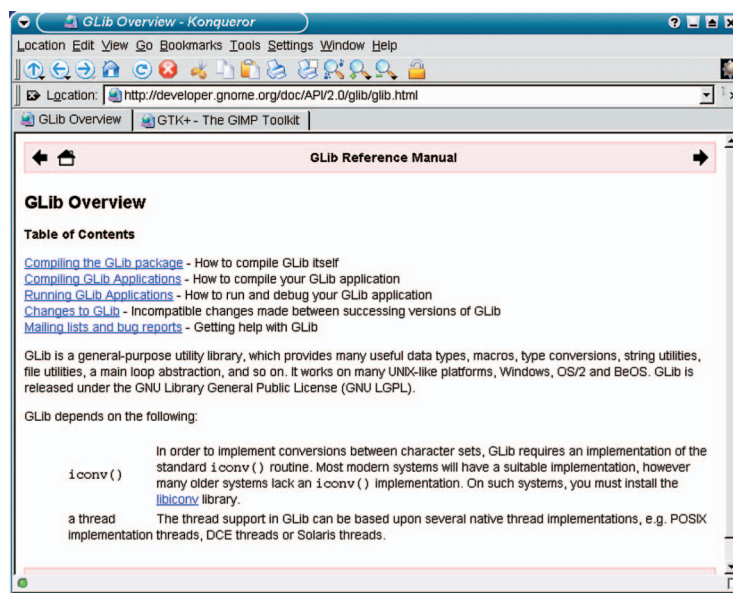 GLib Overview - Konqueror
Location Edit View Go Bookmarks Tools Settings Window Help
Location: http://developer.gnome.org/doc/API/2.0/glib/glib.html
GLib Overview GTK+ - The GIMP Toolkit
GLib Reference Manual
GLib Overview
Table of Contents
Compiling the GLib package - How to compile GLib itself
Compiling GLib Applications - How to compile your GLib application
Running GLib Applications - How to run and debug your GLib application
Changes to GLib - Incompatible changes made between successing versions of GLib
Mailing lists and bug reports - Getting help with GLib
GLib is a general-purpose utility library, which provides many useful data types, macros, type conversions, string utilities,
file utilities, a main loop abstraction, and so on. It works on many UNIX-like platforms, Windows, OS/2 and BeOS. GLib is
released under the GNU Library General Public License (GNU LGPL).
GLib depends on the following:
iconv()
In order to implement conversions between character sets, GLib requires an implementation of the
standard iconv() routine. Most modern systems will have a suitable implementation, however
many older systems lack an iconv() implementation. On such systems, you must install the
libiconv library.
a thread The thread support in GLib can be based upon several native thread implementations, e.g. POSIX
implementation threads, DCE threads or Solaris threads.